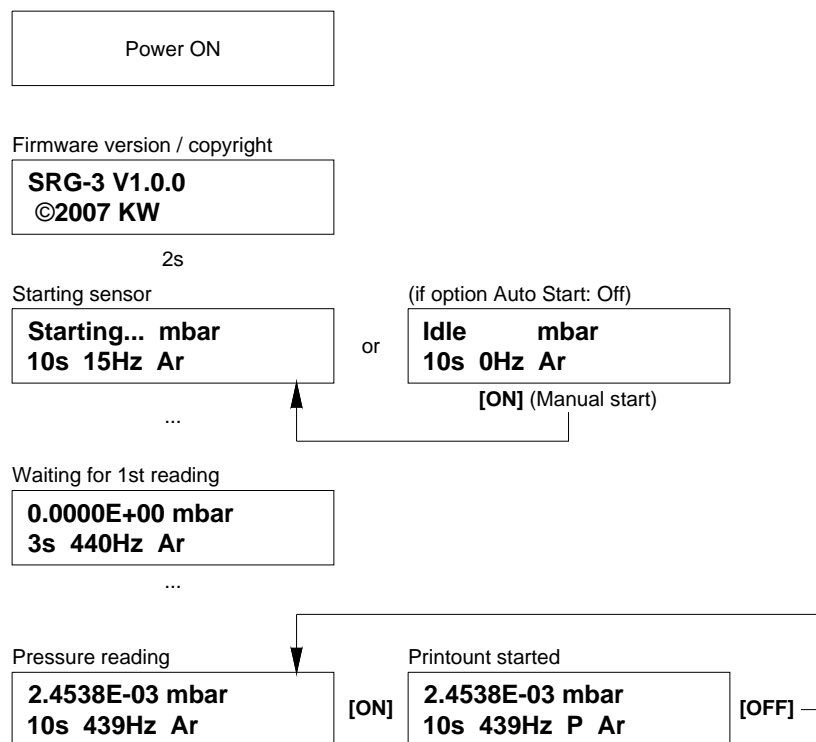 Power ON
Firmware version / copyright
SRG-3 V1.0.0
©2007 KW
2s
Starting sensor
Starting... mbar
10s 15Hz Ar
or
(if option Auto Start: Off)
Idle mbar
10s 0Hz Ar
[ON] (Manual start)
...
Waiting for 1st reading
0.0000E+00 mbar
3s 440Hz Ar
...
Pressure reading
2.4538E-03 mbar
10s 439Hz Ar
[ON]
Printount started
2.4538E-03 mbar
10s 439Hz P Ar
[OFF]